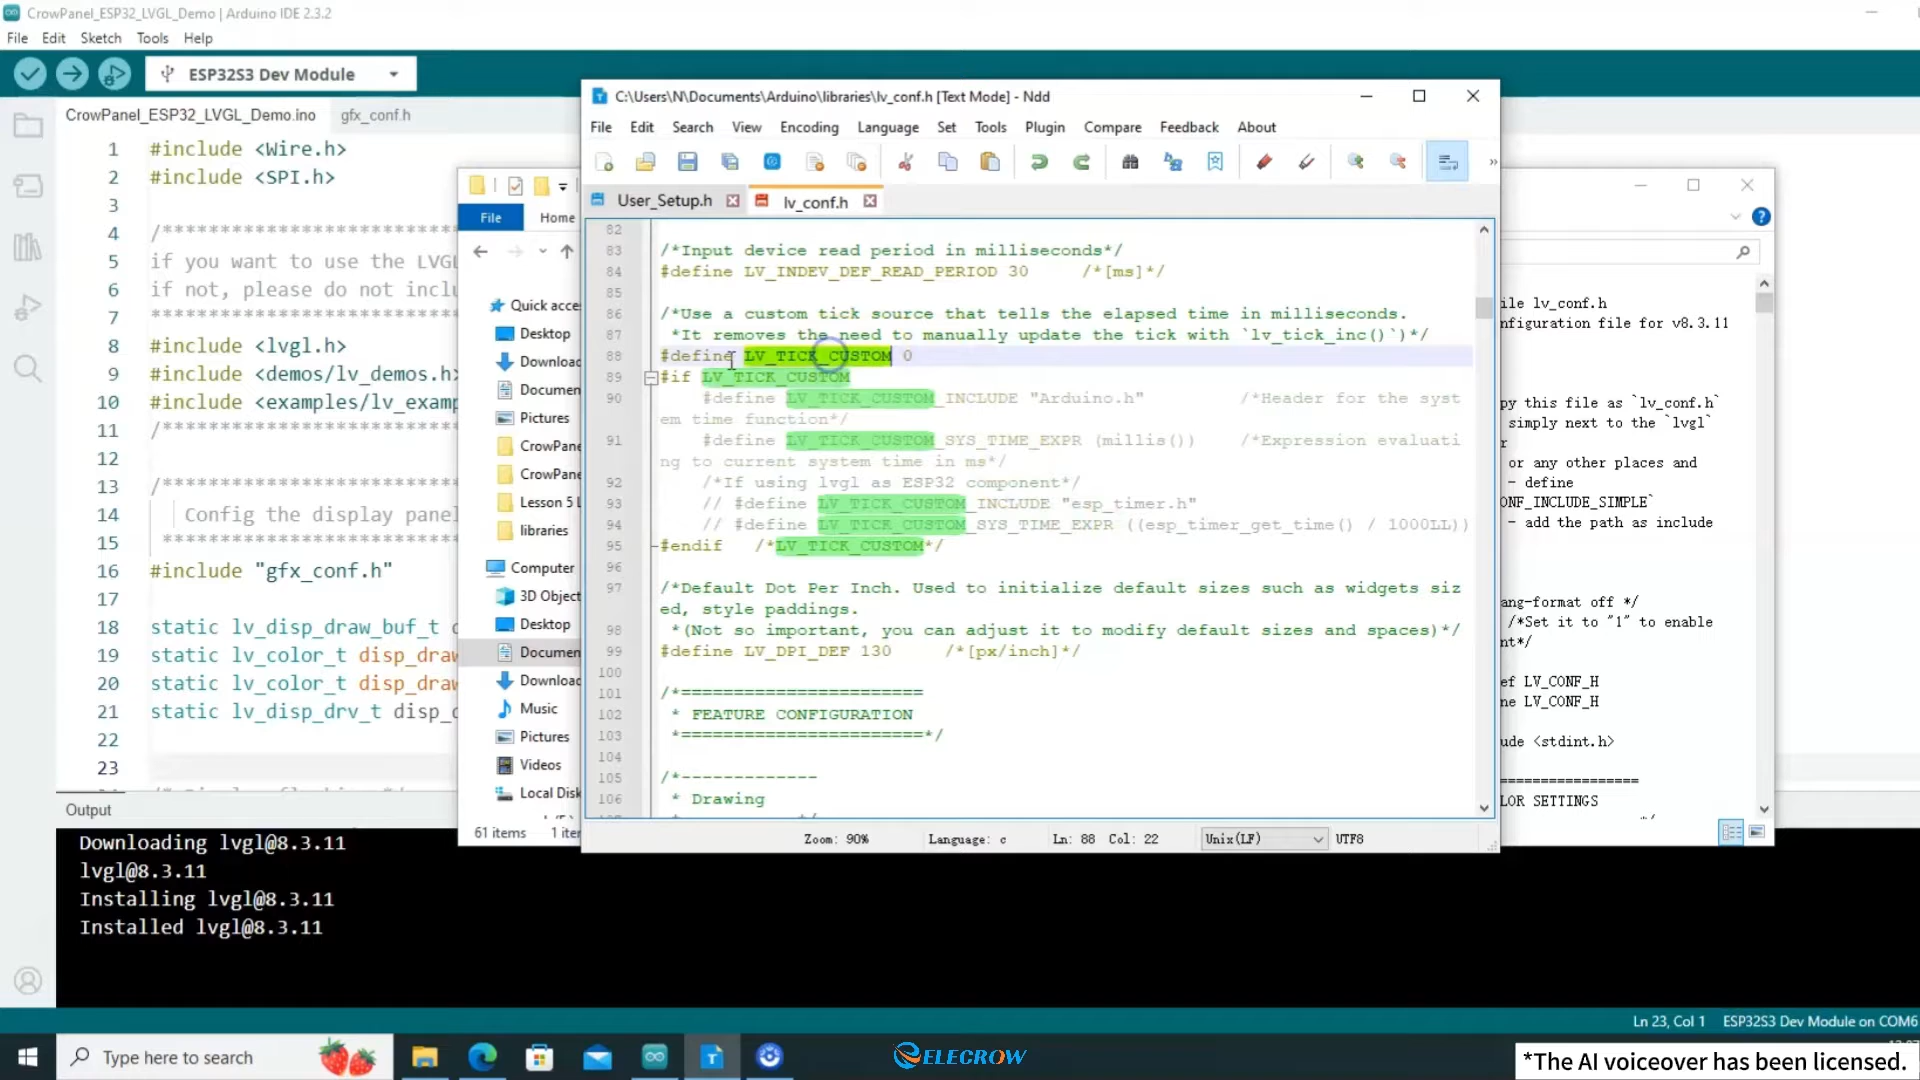 CrowPanel_ESP32_LVGL_Demo | Arduino IDE 2.3.2
File Edit Sketch Tools Help
ESP32S3 Dev Module
CrowPanel_ESP32_LVGL_Demo.ino gfx_conf.h
1 #include <Wire.h>
2 #include <SPI.h>
3
4 /**************************
5 if you want to use the LVGL
6 if not, please do not inclu
7 **************************
8 #include <lvgl.h>
9 #include <demos/lv_demos.h>
10 #include <examples/lv_examp
11 /**************************
12
13 /**************************
14 Config the display panel
15 **************************
16 #include "gfx_conf.h"
17
18 static lv_disp_draw_buf_t
19 static lv_color_t disp_draw
20 static lv_color_t disp_draw
21 static lv_disp_drv_t disp_d
22
23
Output
Downloading lvgl@8.3.11
lvgl@8.3.11
Installing lvgl@8.3.11
Installed lvgl@8.3.11
File Home
Quick acce
Desktop
Downloa
Documen
Pictures
CrowPane
CrowPane
Lesson 5 L
libraries
Computer
3D Object
Desktop
Documen
Downloac
Music
Pictures
Videos
Local Disk
61 items 1 iter
C:\Users\N\Documents\Arduino\libraries\lv_conf.h [Text Mode] - Ndd
File Edit Search View Encoding Language Set Tools Plugin Compare Feedback About
User_Setup.h lv_conf.h
82
83 /*Input device read period in milliseconds*/
84 #define LV_INDEV_DEF_READ_PERIOD 30 /*[ms]*/
85
86 /*Use a custom tick source that tells the elapsed time in milliseconds.
87 *It removes the need to manually update the tick with `lv_tick_inc()`)*/
88 #define LV_TICK_CUSTOM 0
89 #if LV_TICK_CUSTOM
90 #define LV_TICK_CUSTOM_INCLUDE "Arduino.h" /*Header for the syst
em time function*/
91 #define LV_TICK_CUSTOM_SYS_TIME_EXPR (millis()) /*Expression evaluati
ng to current system time in ms*/
92 /*If using lvgl as ESP32 component*/
93 // #define LV_TICK_CUSTOM_INCLUDE "esp_timer.h"
94 // #define LV_TICK_CUSTOM_SYS_TIME_EXPR ((esp_timer_get_time() / 1000LL))
95 #endif /*LV_TICK_CUSTOM*/
96
97 /*Default Dot Per Inch. Used to initialize default sizes such as widgets siz
ed, style paddings.
98 *(Not so important, you can adjust it to modify default sizes and spaces)*/
99 #define LV_DPI_DEF 130 /*[px/inch]*/
100
101 /*=======================
102 * FEATURE CONFIGURATION
103 *=======================*/
104
105 /*-------------
106 * Drawing
Zoom: 90% Language: c Ln: 88 Col: 22 Unix(LF) UTF8
ile lv_conf.h
nfiguration file for v8.3.11
py this file as `lv_conf.h`
simply next to the `lvgl`
r
or any other places and
- define
ONF_INCLUDE_SIMPLE`
- add the path as include
ang-format off */
/*Set it to "1" to enable
nt*/
ef LV_CONF_H
ne LV_CONF_H
ude <stdint.h>
=================
LOR SETTINGS
Ln 23, Col 1 ESP32S3 Dev Module on COM6
Type here to search
ELECROW
*The AI voiceover has been licensed.